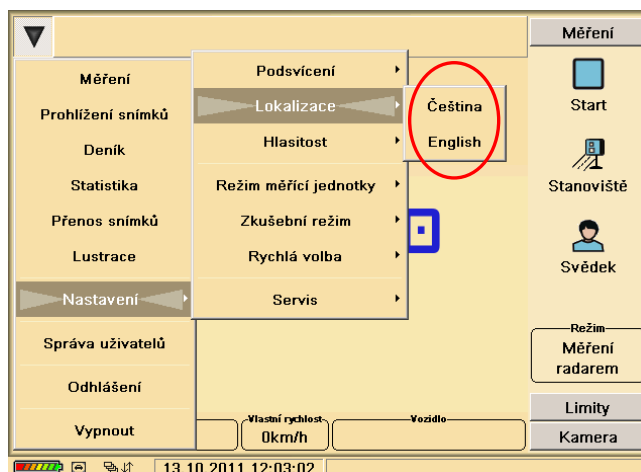 Měření
Prohlížení snímků
Deník
Statistika
Přenos snímků
Lustrace
Nastavení
Správa uživatelů
Odhlášení
Vypnout
Podsvícení
Lokalizace
Hlasitost
Režim měřící jednotky
Zkušební režim
Rychlá volba
Servis
Čeština
English
Měření
Start
Stanoviště
Svědek
Režim
Měření
radarem
Limity
Kamera
Vlastní rychlost
0km/h
Vozidlo
13.10.2011 12:03:02